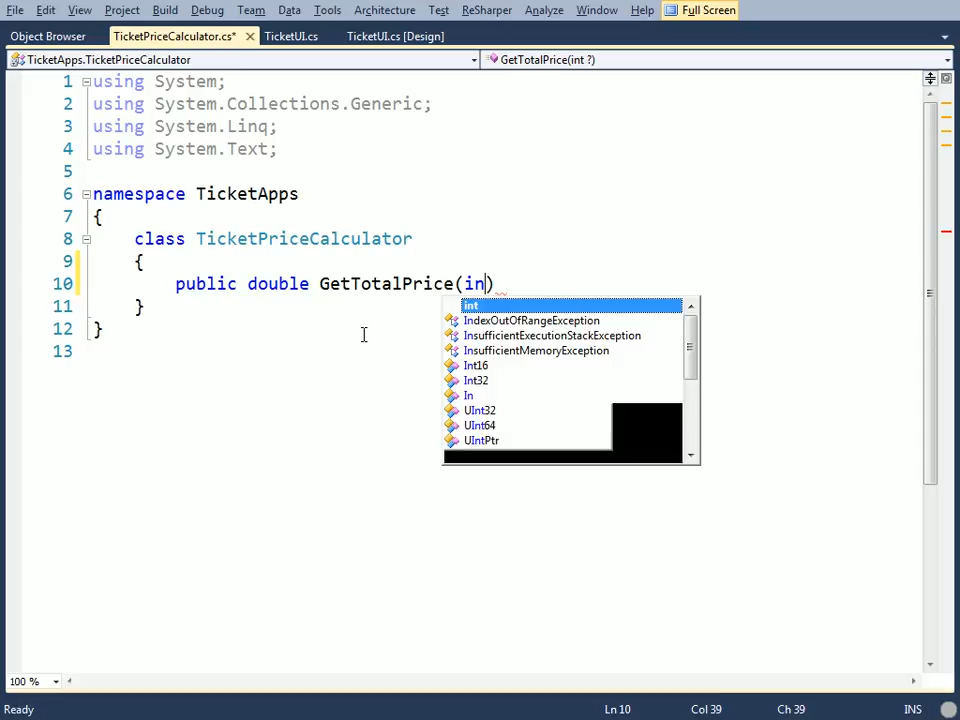 File Edit View Project Build Debug Team Data Tools Architecture Test ReSharper Analyze Window Help Full Screen
Object Browser TicketPriceCalculator.cs* × TicketUI.cs TicketUI.cs [Design]
TicketApps.TicketPriceCalculator GetTotalPrice(int ?)
1 using System;
2 using System.Collections.Generic;
3 using System.Linq;
4 using System.Text;
5
6 namespace TicketApps
7 {
8 class TicketPriceCalculator
9 {
10 public double GetTotalPrice(in)
11 }
12 }
13
int
IndexOutOfRangeException
InsufficientExecutionStackException
InsufficientMemoryException
Int16
Int32
In
UInt32
UInt64
UIntPtr
100 %
Ready Ln 10 Col 39 Ch 39 INS